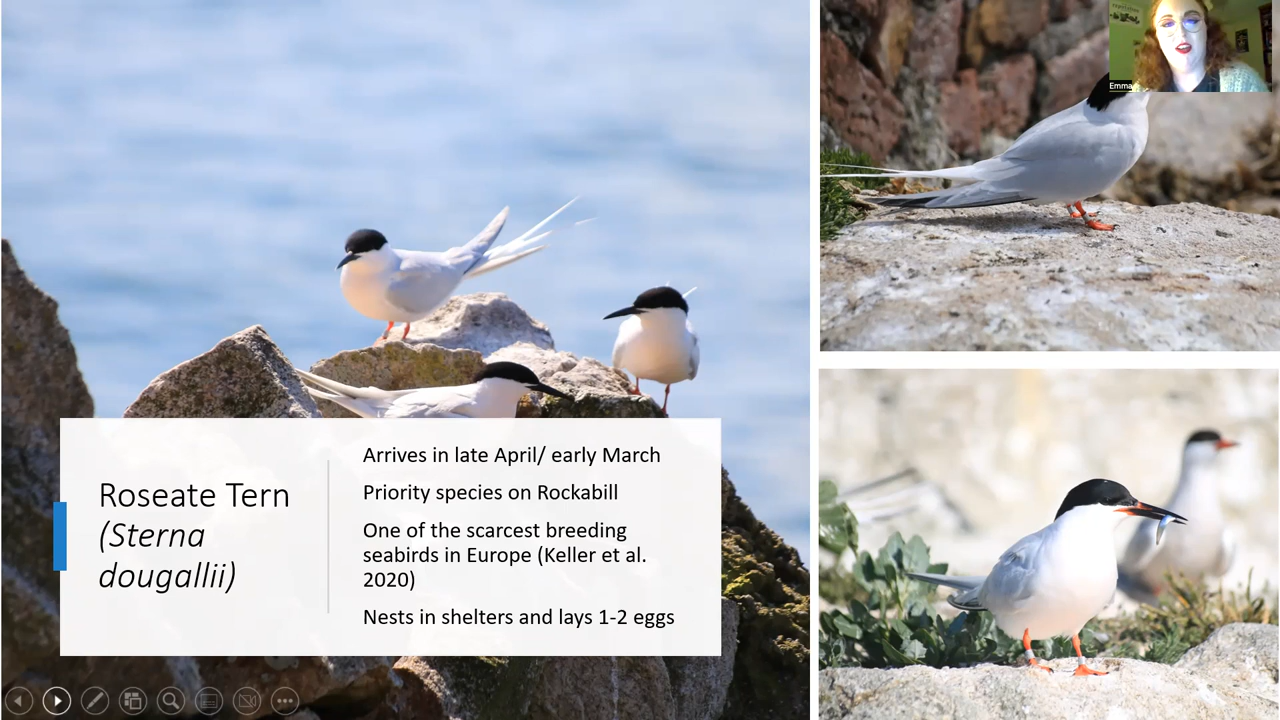 Emma
Roseate Tern
(Sterna
dougallii)
Arrives in late April/ early March
Priority species on Rockabill
One of the scarcest breeding
seabirds in Europe (Keller et al.
2020)
Nests in shelters and lays 1-2 eggs